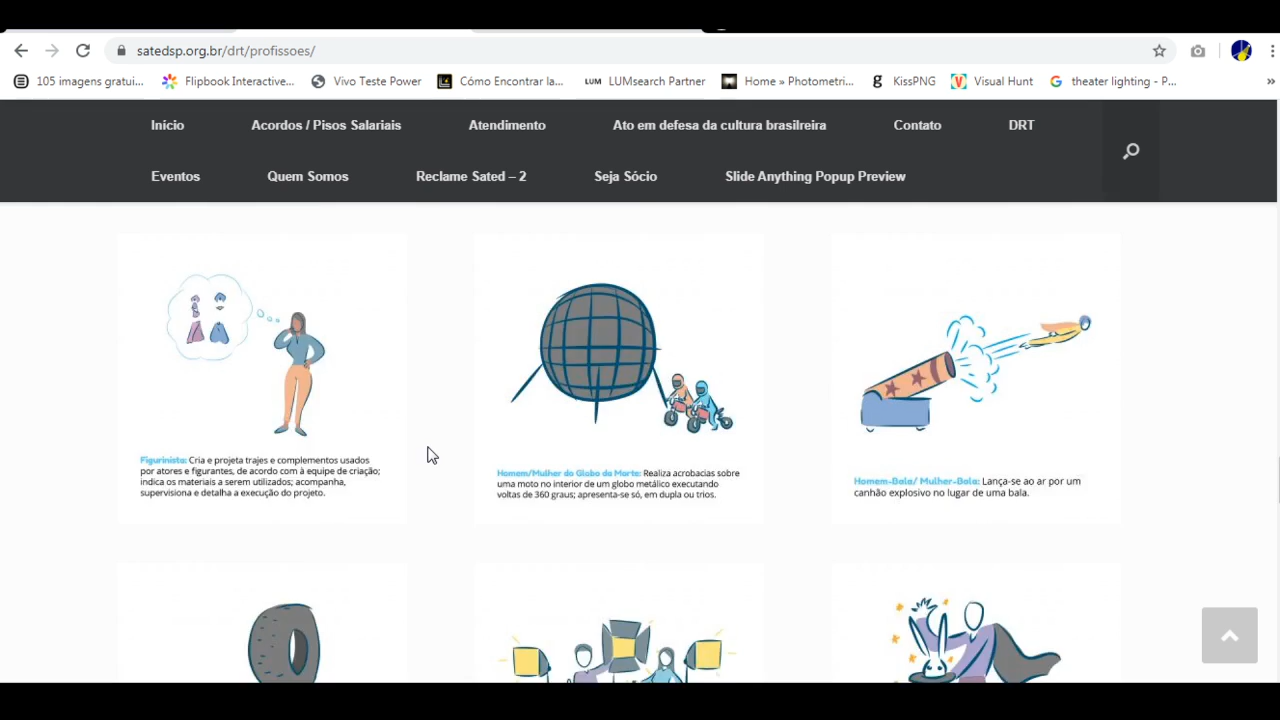 satedsp.org.br/drt/profissoes/
105 imagens gratui...
Flipbook Interactive...
Vivo Teste Power
Cómo Encontrar la...
LUM
LUMsearch Partner
Home » Photometri...
g
KissPNG
Visual Hunt
G
theater lighting - P...
»
Início
Acordos / Pisos Salariais
Atendimento
Ato em defesa da cultura brasilreira
Contato
DRT
Eventos
Quem Somos
Reclame Sated – 2
Seja Sócio
Slide Anything Popup Preview
Figurinista: Cria e projeta trajes e complementos usados
por atores e figurantes, de acordo com à equipe de criação;
indica os materiais a serem utilizados; acompanha,
supervisiona e detalha a execução do projeto.
Homem/Mulher do Globo da Morte: Realiza acrobacias sobre
uma moto no interior de um globo metálico executando
voltas de 360 graus; apresenta-se só, em dupla ou trios.
Homem-Bala/ Mulher-Bala: Lança-se ao ar por um
canhão explosivo no lugar de uma bala.